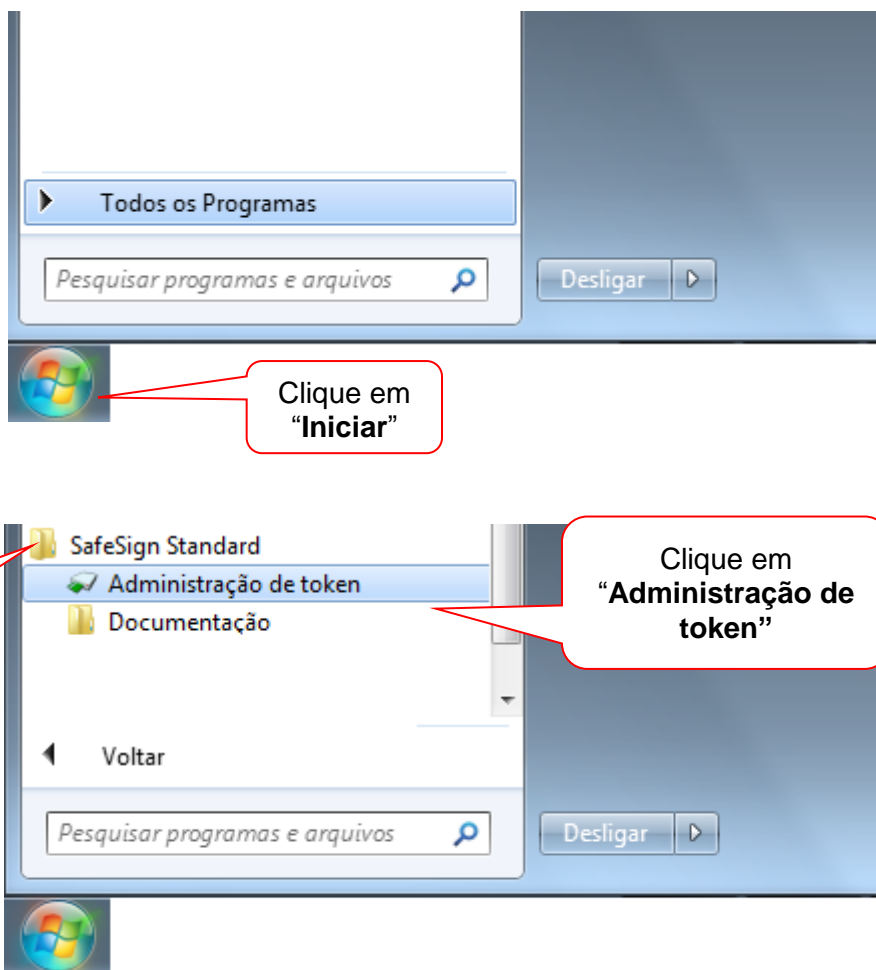 Todos os Programas
Pesquisar programas e arquivos
Desligar
Clique em
“Iniciar”
SafeSign Standard
Administração de token
Documentação
Clique em
“Administração de
token”
Voltar
Pesquisar programas e arquivos
Desligar